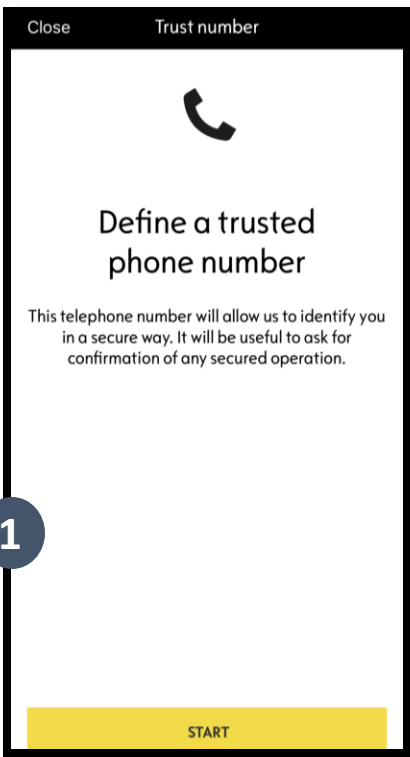 Close Trust number
Define a trusted
phone number
This telephone number will allow us to identify you
in a secure way. It will be useful to ask for
confirmation of any secured operation.
1
START